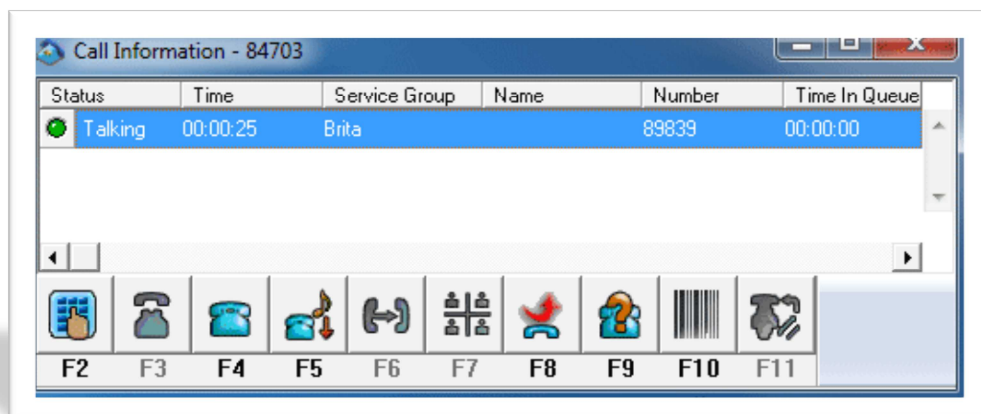 Call Information - 84703
Status Time Service Group Name Number Time In Queue
Talking 00:00:25 Brita 89839 00:00:00
F2 F3 F4 F5 F6 F7 F8 F9 F10 F11